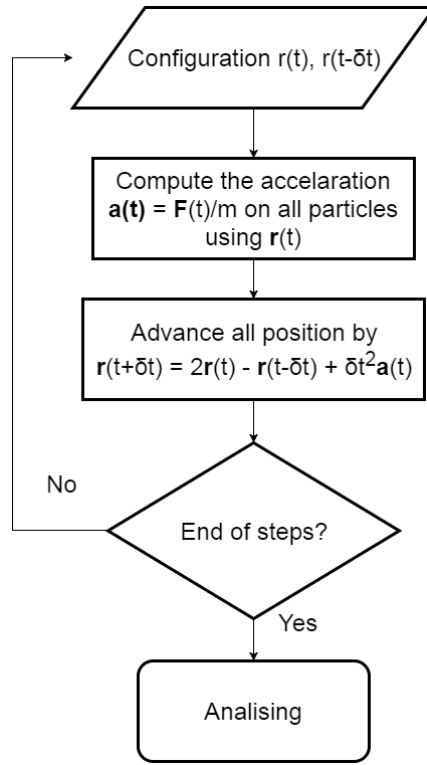 Configuration r(t), r(t-δt)
Compute the accelaration
a(t) = F(t)/m on all particles
using r(t)
Advance all position by
r(t+δt) = 2r(t) - r(t-δt) + δt²a(t)
No
End of steps?
Yes
Analising